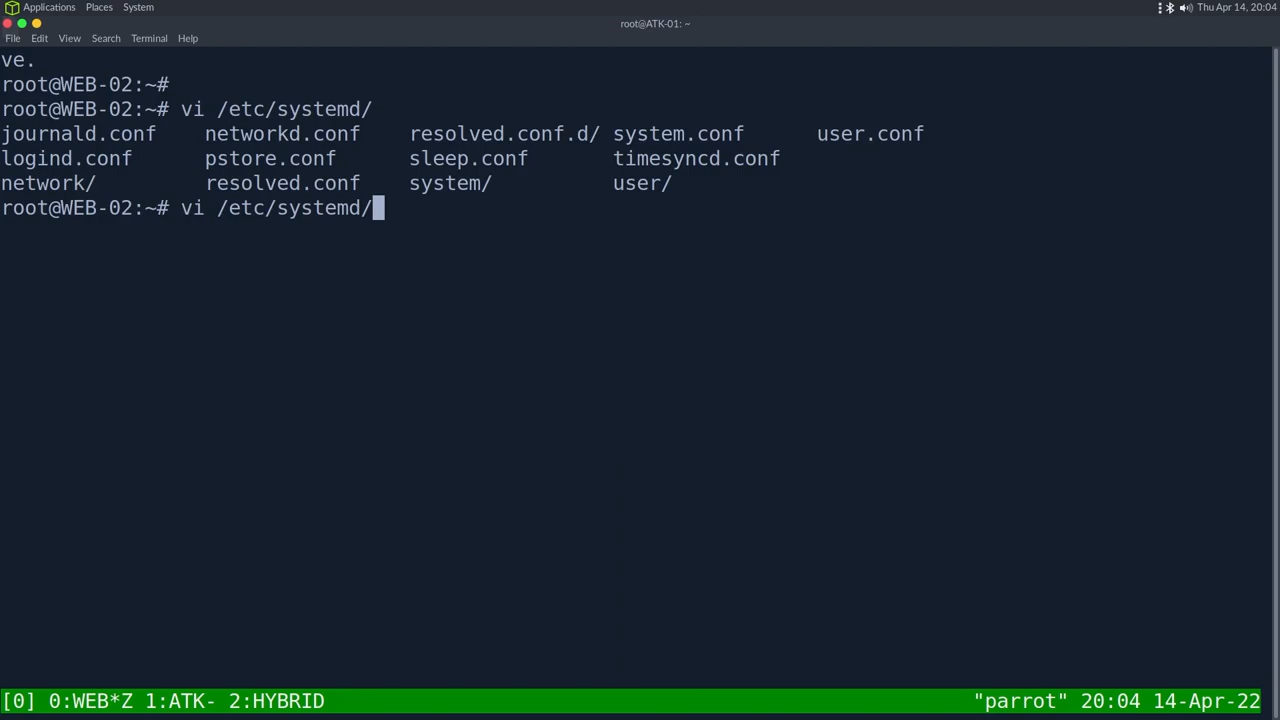 Applications Places System Thu Apr 14, 20:04
root@ATK-01: ~
File Edit View Search Terminal Help
ve.
root@WEB-02:~#
root@WEB-02:~# vi /etc/systemd/
journald.conf networkd.conf resolved.conf.d/ system.conf user.conf
logind.conf pstore.conf sleep.conf timesyncd.conf
network/ resolved.conf system/ user/
root@WEB-02:~# vi /etc/systemd/
[0] 0:WEB*Z 1:ATK- 2:HYBRID "parrot" 20:04 14-Apr-22